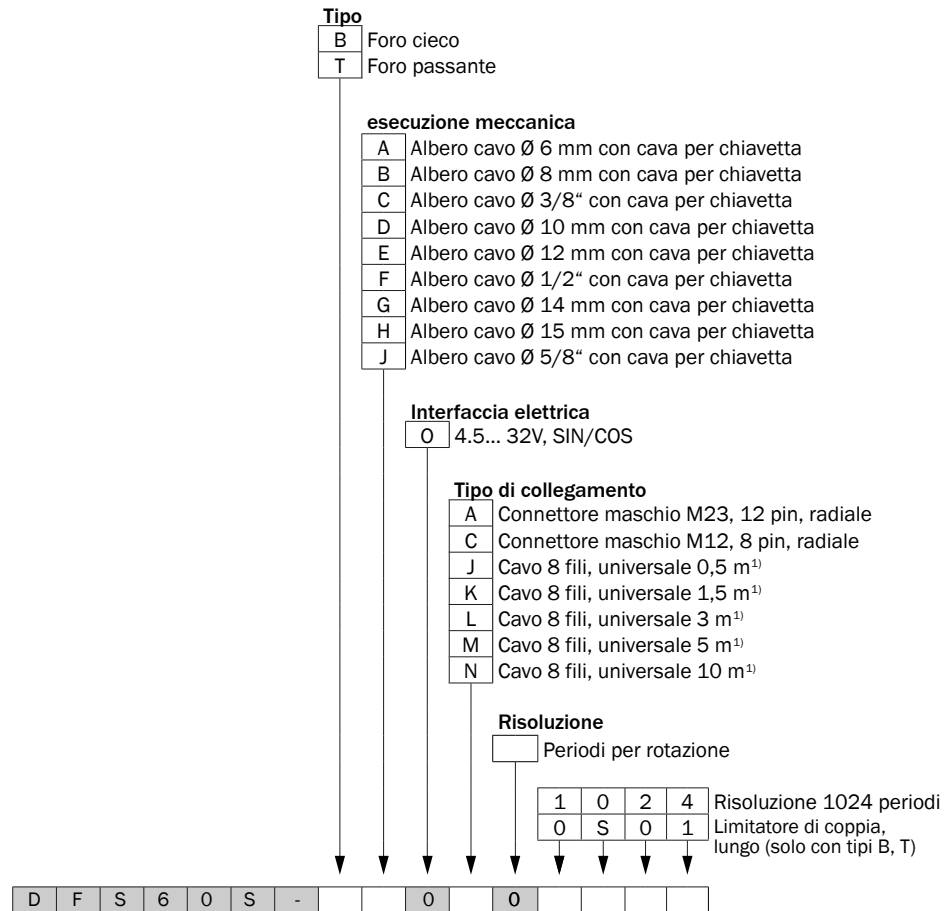 Tipo
B Foro cieco
T Foro passante
esecuzione meccanica
A Albero cavo Ø 6 mm con cava per chiavetta
B Albero cavo Ø 8 mm con cava per chiavetta
C Albero cavo Ø 3/8“ con cava per chiavetta
D Albero cavo Ø 10 mm con cava per chiavetta
E Albero cavo Ø 12 mm con cava per chiavetta
F Albero cavo Ø 1/2“ con cava per chiavetta
G Albero cavo Ø 14 mm con cava per chiavetta
H Albero cavo Ø 15 mm con cava per chiavetta
J Albero cavo Ø 5/8“ con cava per chiavetta
Interfaccia elettrica
0 4.5... 32V, SIN/COS
Tipo di collegamento
A Connettore maschio M23, 12 pin, radiale
C Connettore maschio M12, 8 pin, radiale
J Cavo 8 fili, universale 0,5 m1)
K Cavo 8 fili, universale 1,5 m1)
L Cavo 8 fili, universale 3 m1)
M Cavo 8 fili, universale 5 m1)
N Cavo 8 fili, universale 10 m1)
Risoluzione
Periodi per rotazione
1 0 2 4 Risoluzione 1024 periodi
0 S 0 1 Limitatore di coppia,
lungo (solo con tipi B, T)
D F S 6 0 S - 0 0